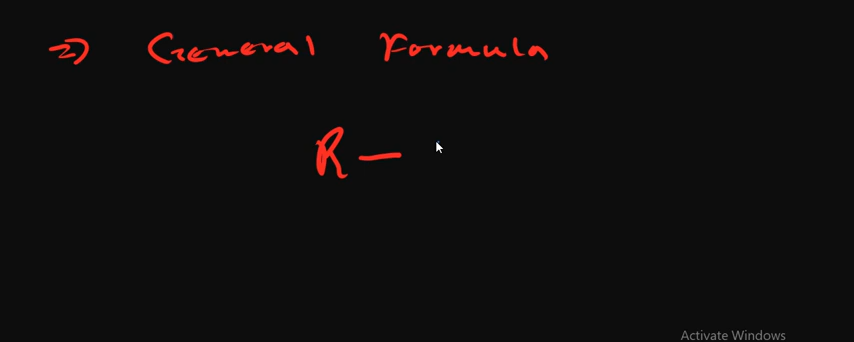 ⇒ General Formula
R —
Activate Windows